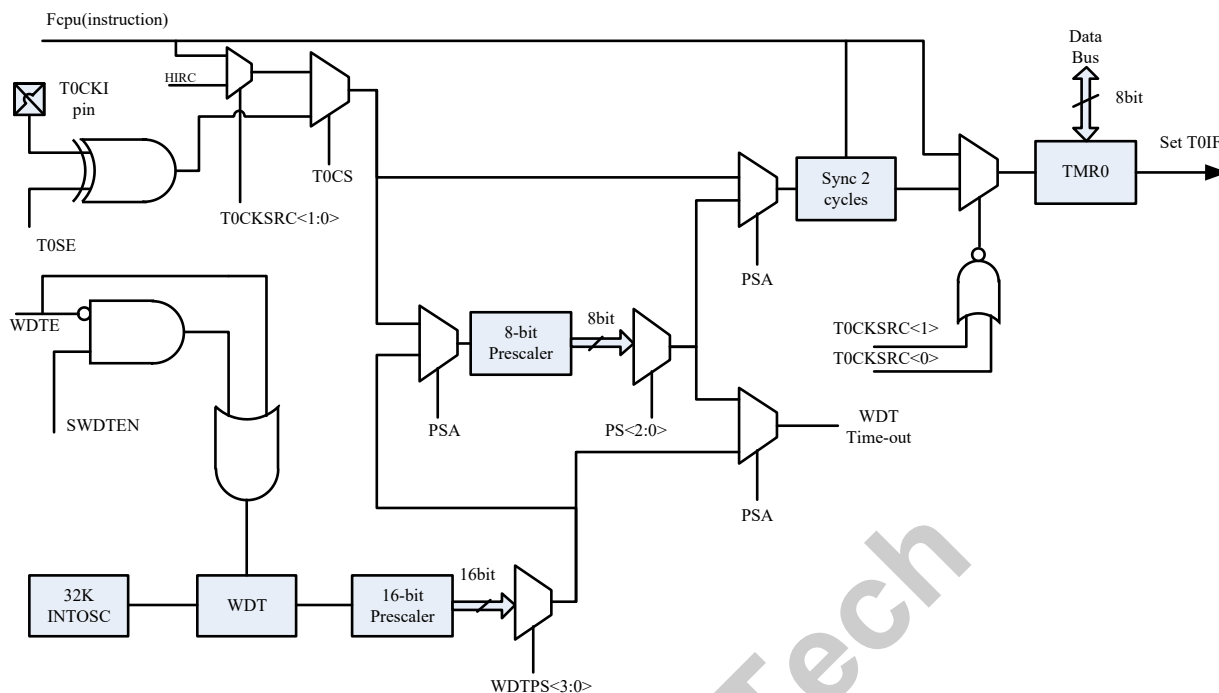 Fcpu(instruction)
HIRC
T0CKI
pin
T0SE
T0CS
T0CKSRC<1:0>
Data
Bus
8bit
Set T0IF
Sync 2
cycles
TMR0
PSA
T0CKSRC<1>
T0CKSRC<0>
WDTE
SWDTEN
8-bit
Prescaler
8bit
PSA
PS<2:0>
WDT
Time-out
PSA
32K
INTOSC
WDT
16-bit
Prescaler
16bit
WDTPS<3:0>
Tech